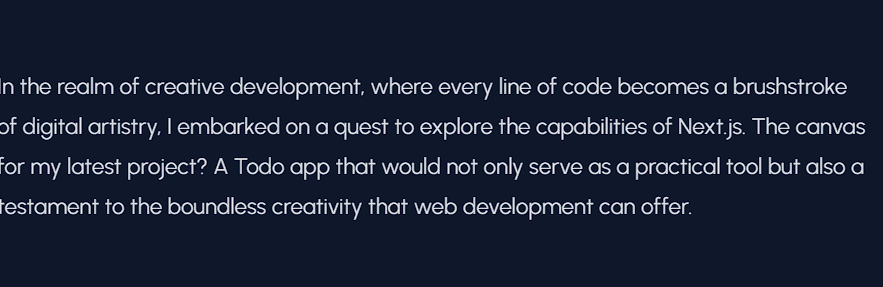 In the realm of creative development, where every line of code becomes a brushstroke
of digital artistry, I embarked on a quest to explore the capabilities of Next.js. The canvas
for my latest project? A Todo app that would not only serve as a practical tool but also a
testament to the boundless creativity that web development can offer.